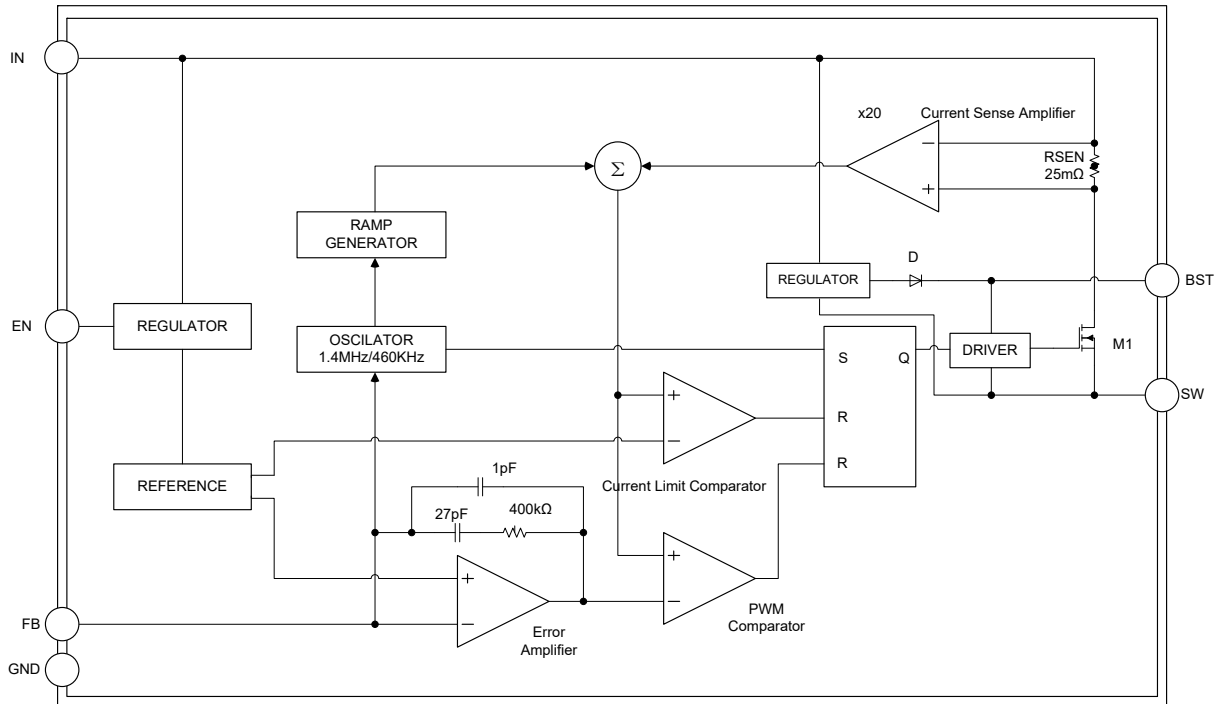 IN
x20
Current Sense Amplifier
−
+
RSEN
25mΩ
Σ
RAMP
GENERATOR
D
REGULATOR
BST
EN
REGULATOR
OSCILATOR
1.4MHz/460KHz
S
Q
DRIVER
M1
SW
+
−
R
R
Current Limit Comparator
REFERENCE
1pF
27pF
400kΩ
+
−
Error
Amplifier
+
−
PWM
Comparator
FB
GND